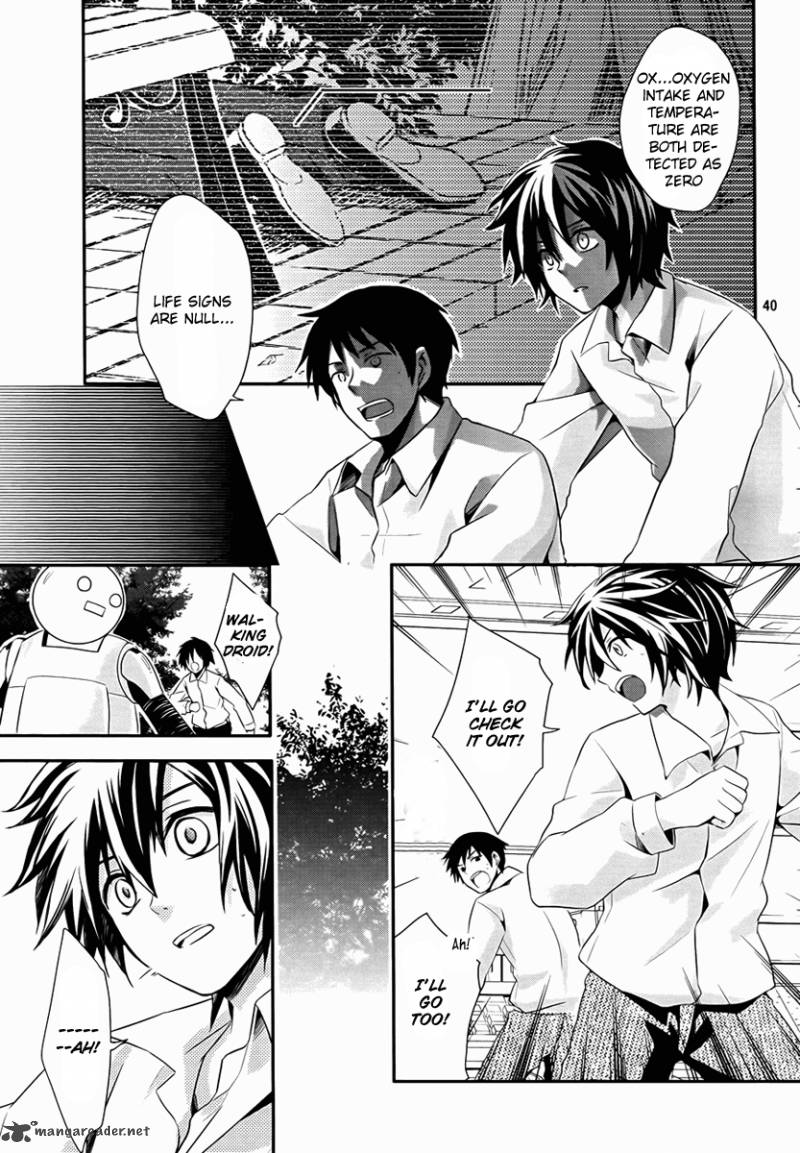 OX...OXYGEN
INTAKE AND
TEMPERA-
TURE ARE
BOTH DE-
TECTED AS
ZERO
LIFE SIGNS
ARE NULL...
40
I'LL GO
CHECK
IT OUT!
Ah!
I'LL
GO
TOO!
WAL-
KING
DROID!
-----
--AH!
mangareader.net